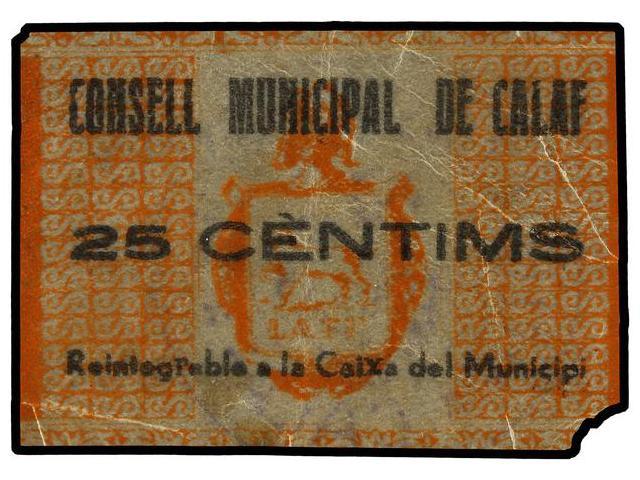 CONSELL MUNICIPAL DE CALAF
25 CÈNTIMS
Reintegrable a la Caixa del Municipi